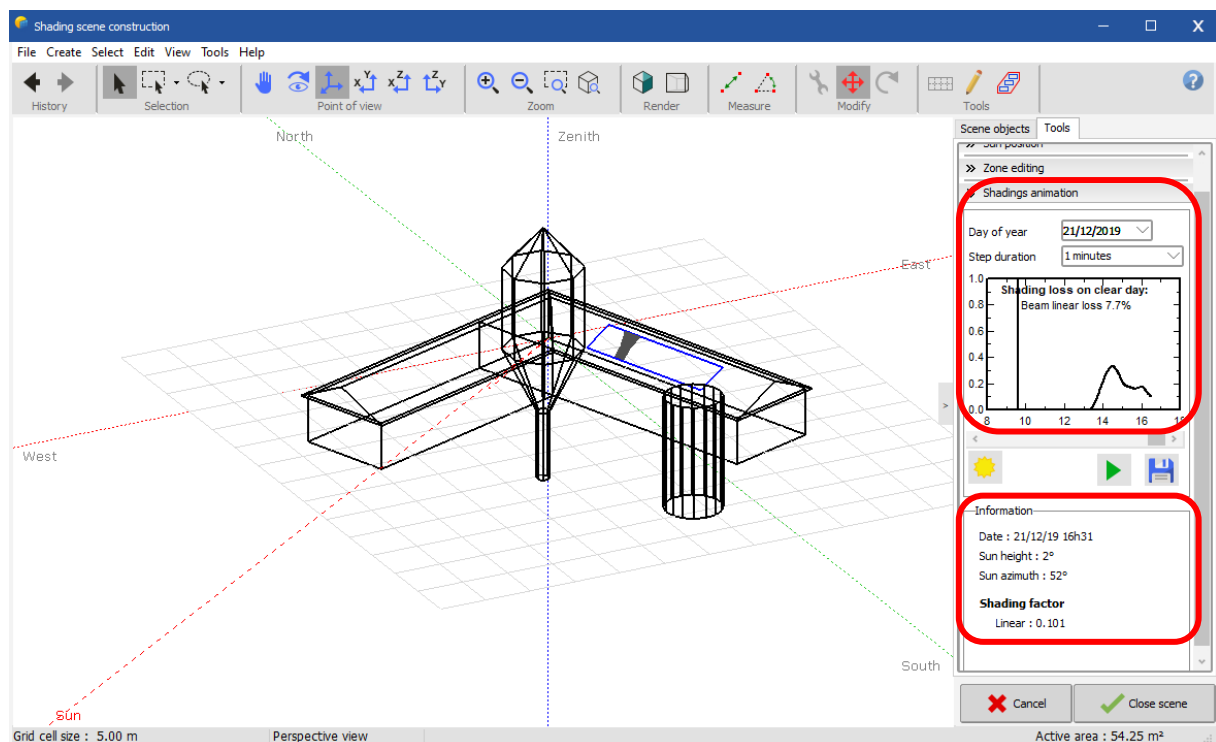 Shading scene construction
File Create Select Edit View Tools Help
History Selection Point of view Zoom Render Measure Modify Tools
Scene objects Tools
Sun position
Zone editing
Shadings animation
Day of year 21/12/2019
Step duration 1 minutes
Shading loss on clear day:
Beam linear loss 7.7%
1.0
0.8
0.6
0.4
0.2
0.0
8 10 12 14 16 18
Information
Date : 21/12/19 16h31
Sun height : 2°
Sun azimuth : 52°
Shading factor
Linear : 0.101
Cancel Close scene
North Zenith
East
West
South
Sun
Grid cell size : 5.00 m Perspective view Active area : 54.25 m²